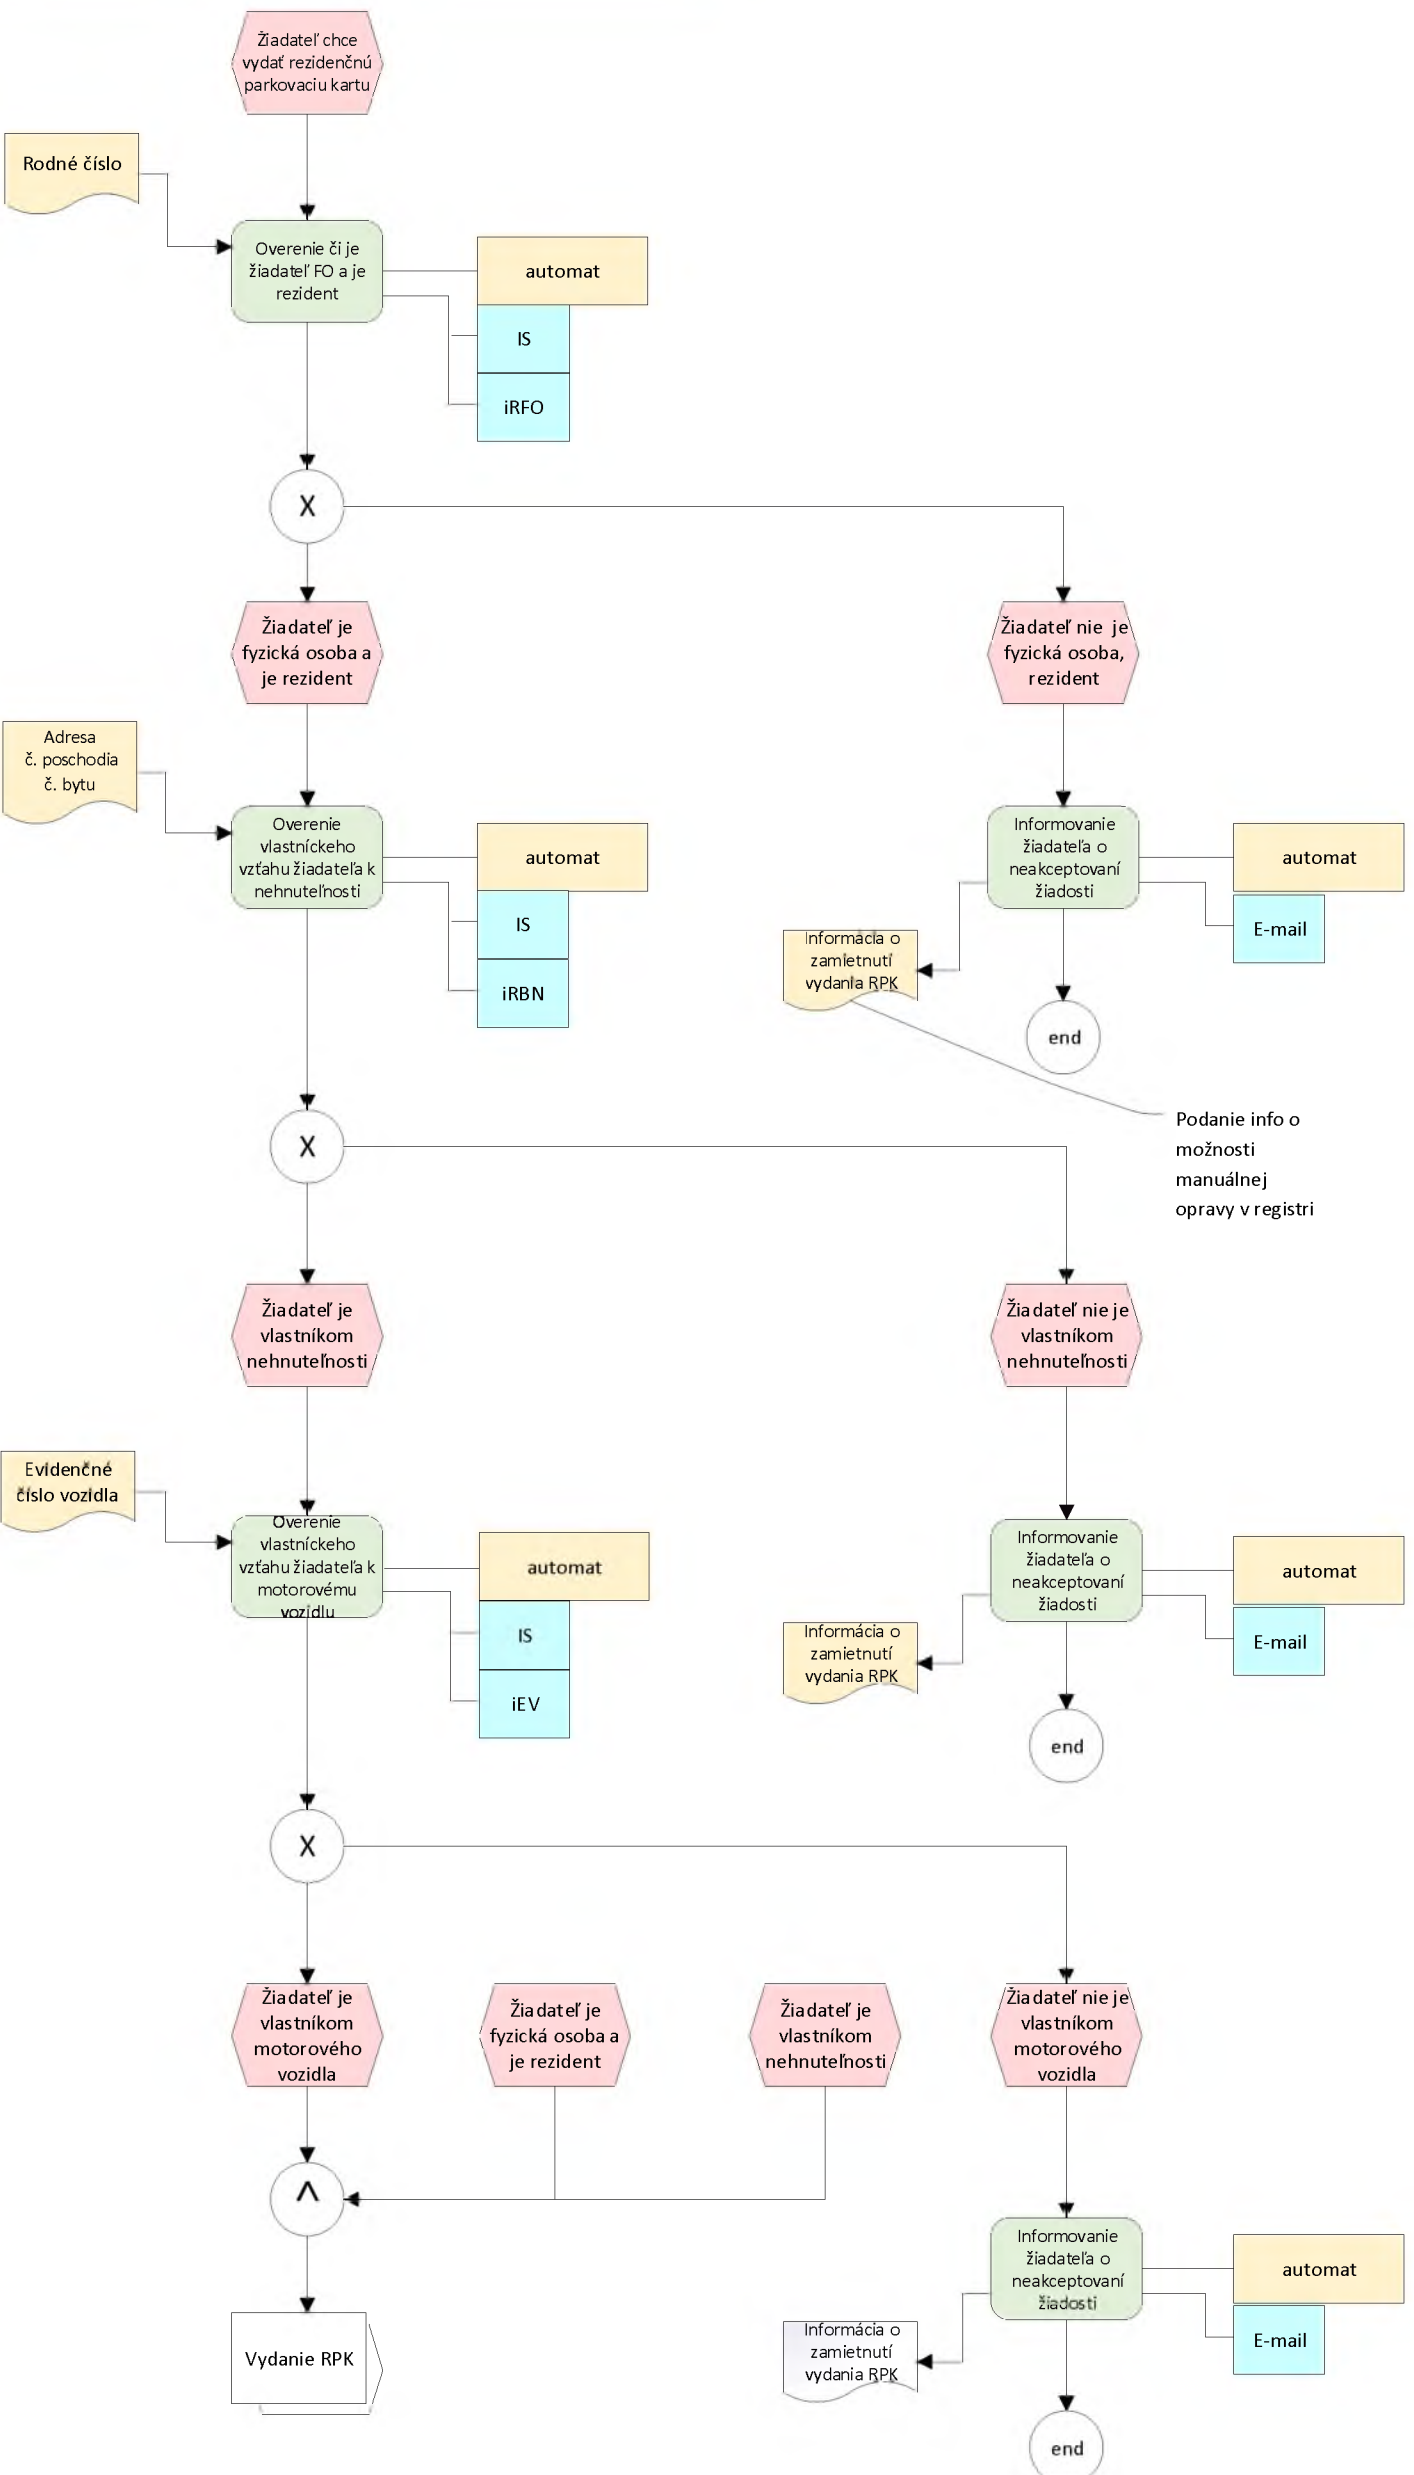 Žiadateľ chce
vydať rezidenčnú
parkovaciu kartu
Rodné číslo
Overenie či je
žiadateľ FO a je
rezident
automat
IS
iRFO
X
Žiadateľ je
fyzická osoba a
je rezident
Žiadateľ nie je
fyzická osoba,
rezident
Adresa
č. poschodia
č. bytu
Overenie
vlastníckeho
vzťahu žiadateľa k
nehnuteľnosti
automat
IS
iRBN
Informovanie
žiadateľa o
neakceptovaní
žiadosti
automat
E-mail
Informácia o
zamietnutí
vydania RPK
end
Podanie info o
možnosti
manuálnej
opravy v registri
X
Žiadateľ je
vlastníkom
nehnuteľnosti
Žiadateľ nie je
vlastníkom
nehnuteľnosti
Evidenčné
číslo vozidla
Overenie
vlastníckeho
vzťahu žiadateľa k
motorovému
vozidlu
automat
IS
iEV
Informovanie
žiadateľa o
neakceptovaní
žiadosti
automat
E-mail
Informácia o
zamietnutí
vydania RPK
end
X
Žiadateľ je
vlastníkom
motorového
vozidla
Žiadateľ je
fyzická osoba a
je rezident
Žiadateľ je
vlastníkom
nehnuteľnosti
Žiadateľ nie je
vlastníkom
motorového
vozidla
^
Vydanie RPK
Informovanie
žiadateľa o
neakceptovaní
žiadosti
automat
E-mail
Informácia o
zamietnutí
vydania RPK
end